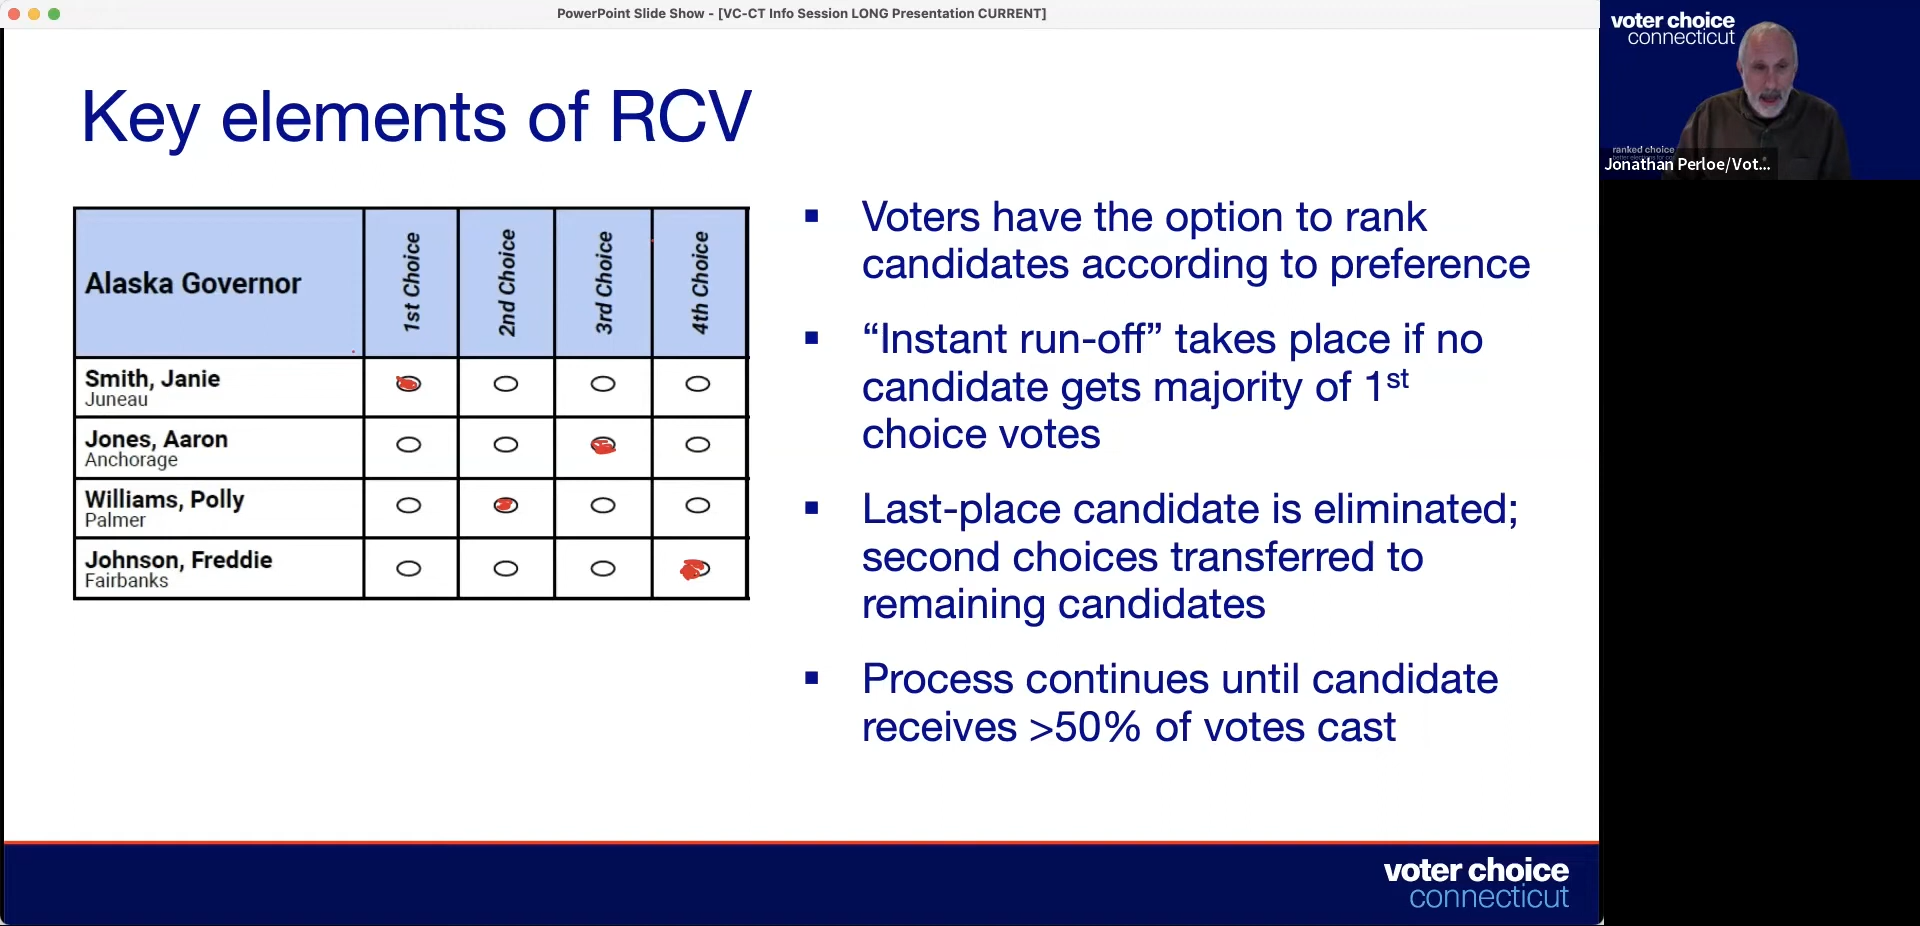 PowerPoint Slide Show - [VC-CT Info Session LONG Presentation CURRENT]
Key elements of RCV
Alaska Governor
1st Choice
2nd Choice
3rd Choice
4th Choice
Smith, Janie
Juneau
Jones, Aaron
Anchorage
Williams, Polly
Palmer
Johnson, Freddie
Fairbanks
▪ Voters have the option to rank
candidates according to preference
▪ “Instant run-off” takes place if no
candidate gets majority of 1st
choice votes
▪ Last-place candidate is eliminated;
second choices transferred to
remaining candidates
▪ Process continues until candidate
receives >50% of votes cast
voter choice
connecticut
voter choice
connecticut
ranked choice
Jonathan Perloe/Vot...